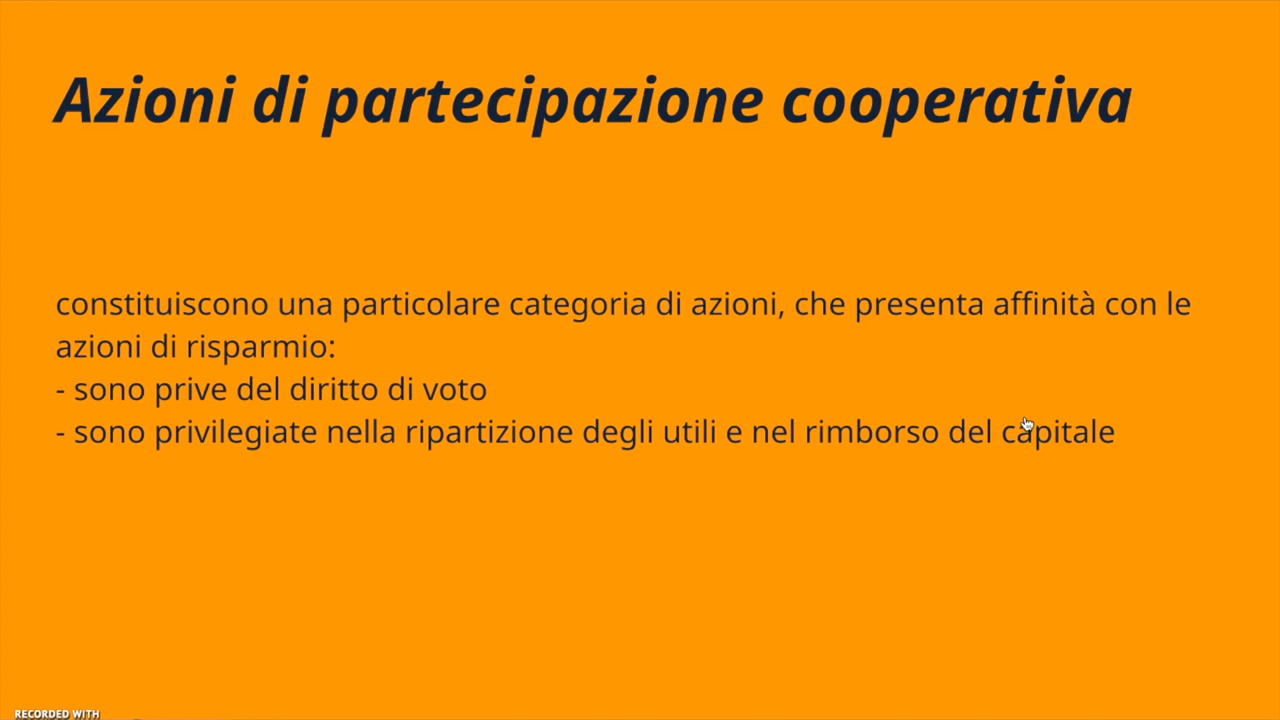 Azioni di partecipazione cooperativa
constituiscono una particolare categoria di azioni, che presenta affinità con le
azioni di risparmio:
- sono prive del diritto di voto
- sono privilegiate nella ripartizione degli utili e nel rimborso del capitale
RECORDED WITH